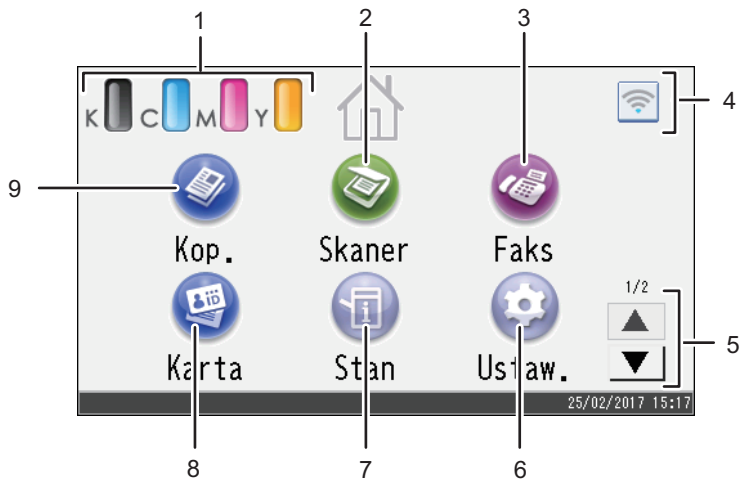 1 2 3
K C M Y
4
9
Kop. Skaner Faks
1/2
5
Karta Stan Ustaw.
25/02/2017 15:17
8 7 6